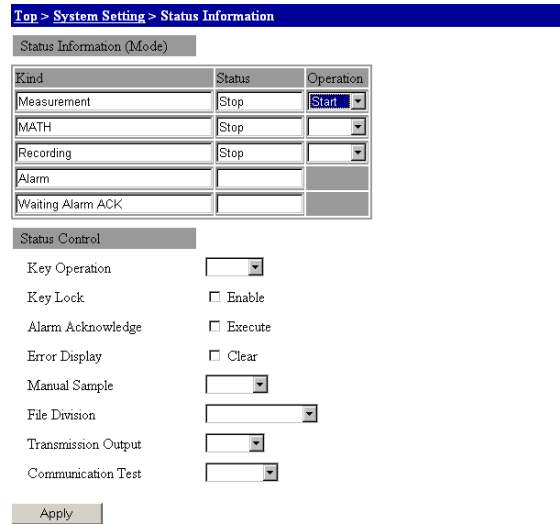 Top > System Setting > Status Information
Status Information (Mode)
Kind Status Operation
Measurement Stop Start
MATH Stop
Recording Stop
Alarm
Waiting Alarm ACK
Status Control
Key Operation
Key Lock Enable
Alarm Acknowledge Execute
Error Display Clear
Manual Sample
File Division
Transmission Output
Communication Test
Apply